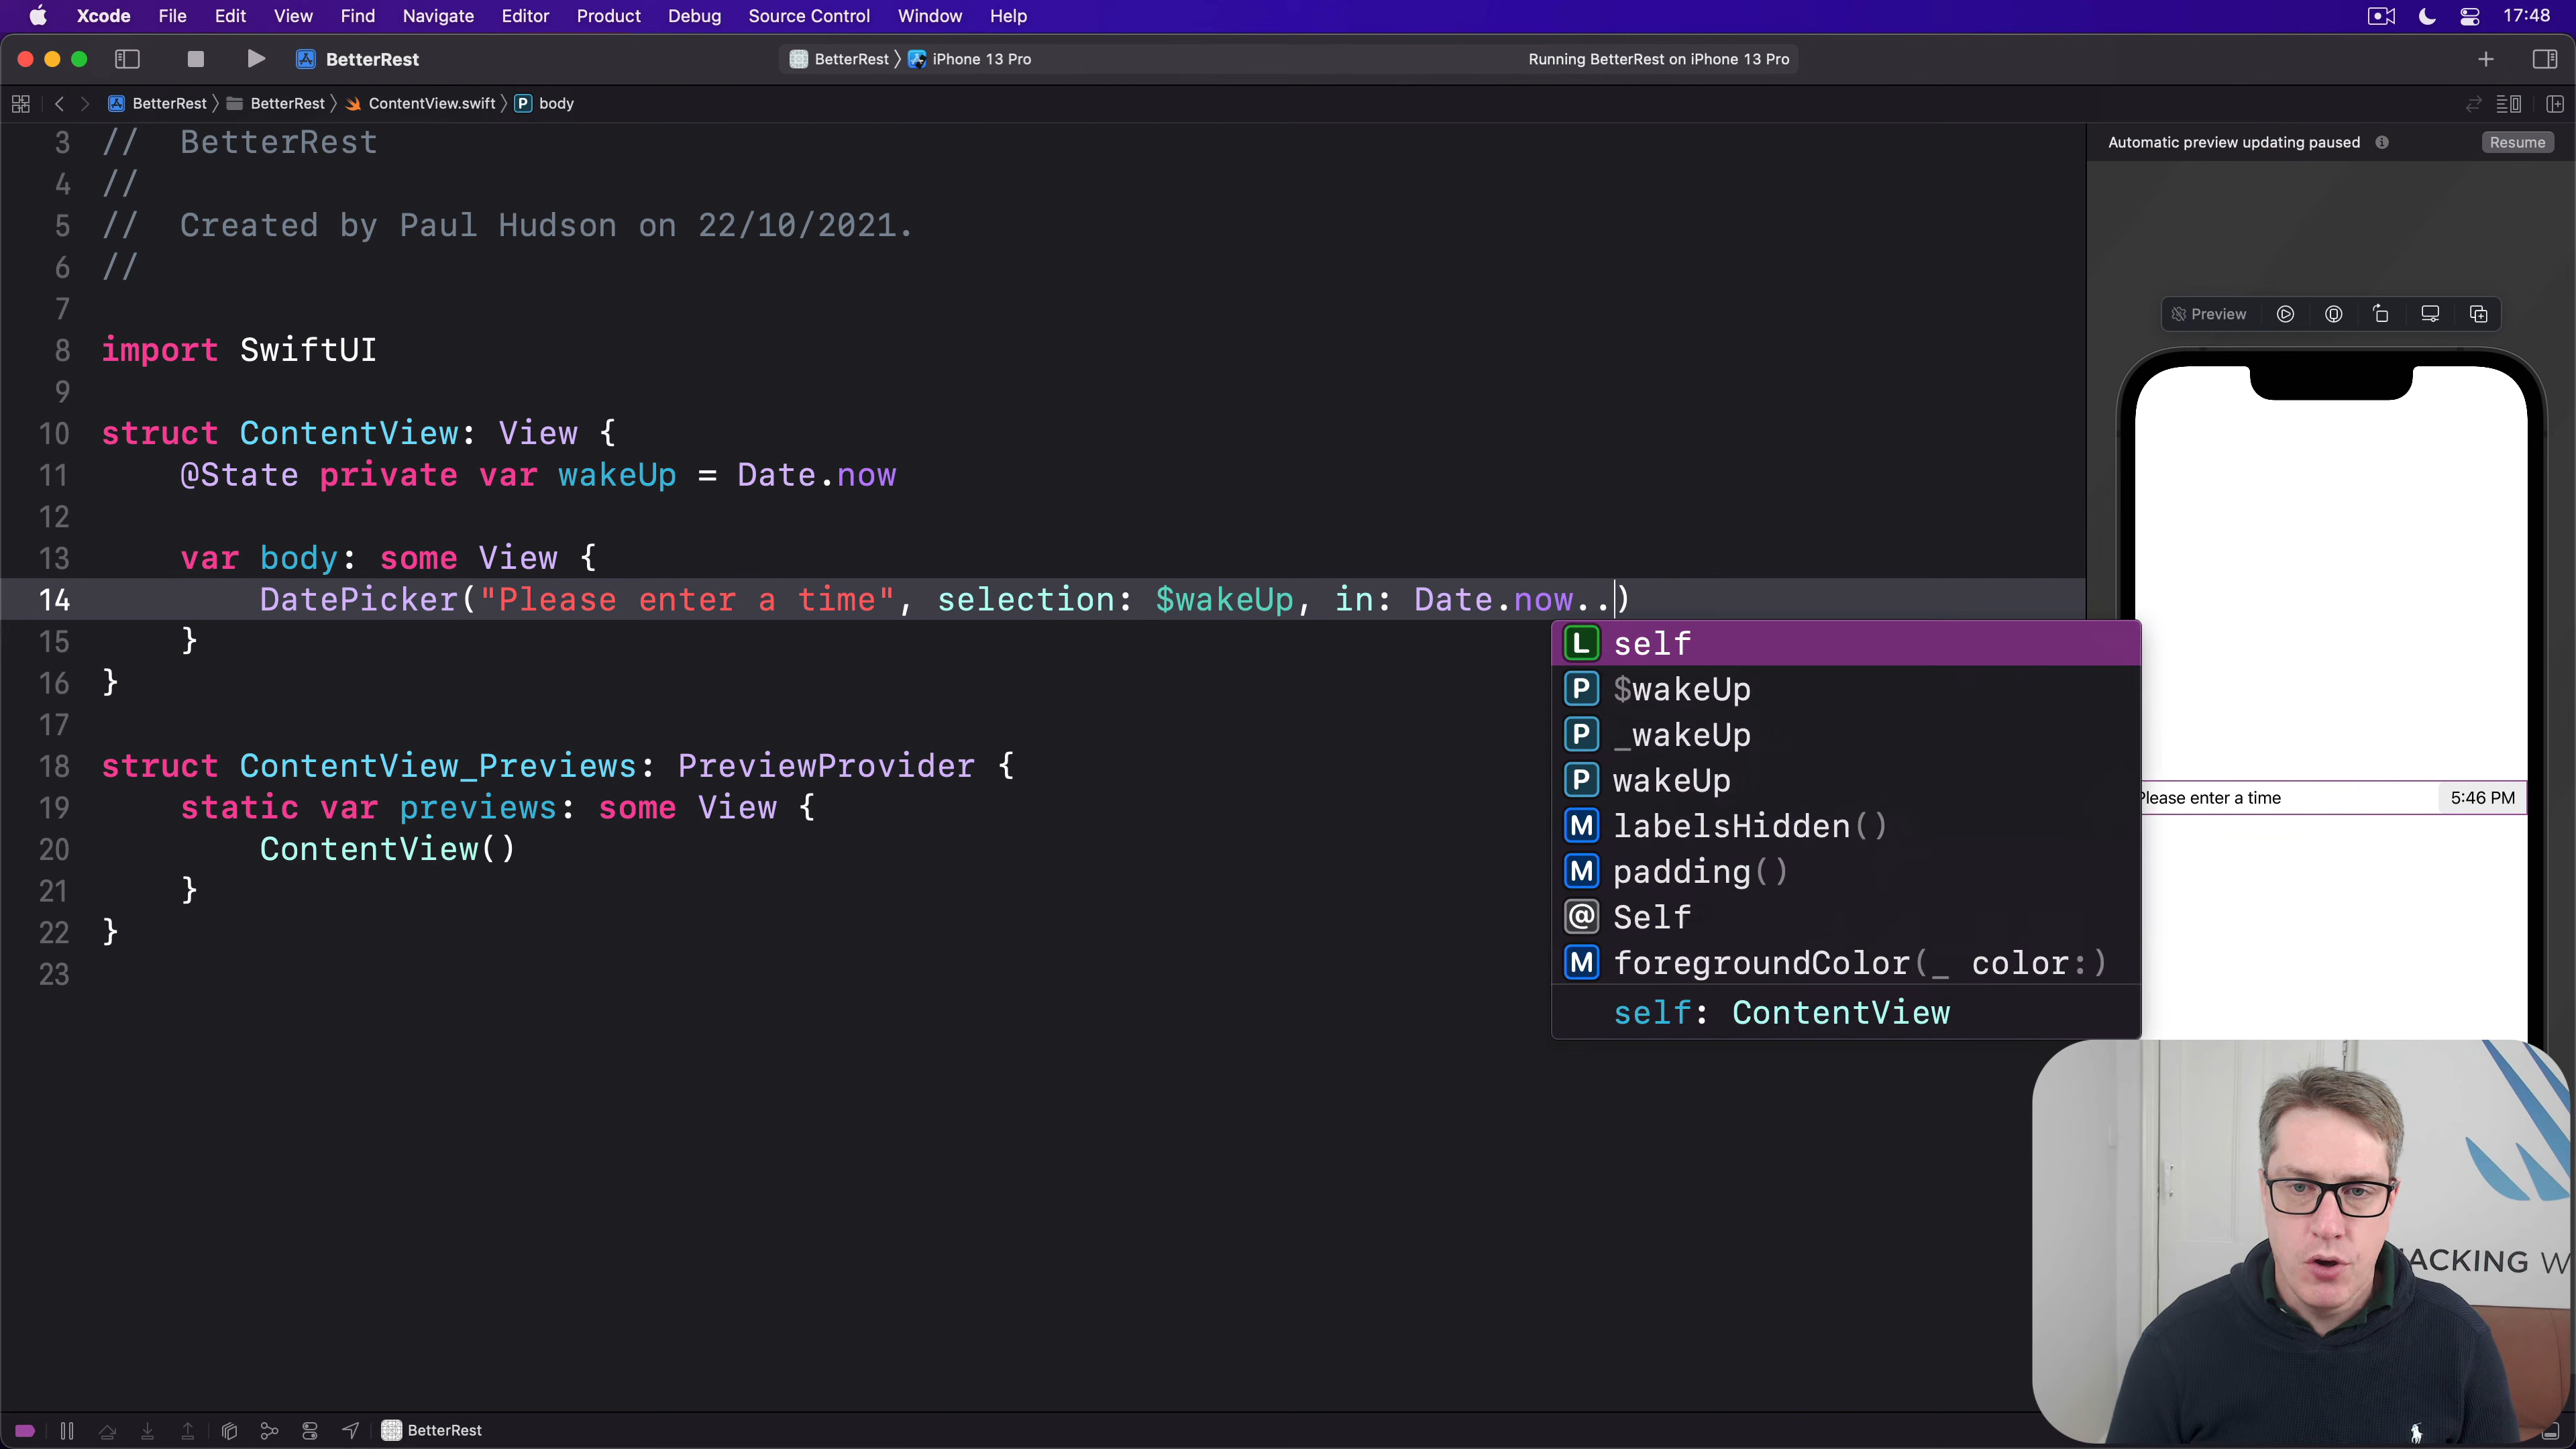 Xcode File Edit View Find Navigate Editor Product Debug Source Control Window Help 17:48
BetterRest BetterRest iPhone 13 Pro Running BetterRest on iPhone 13 Pro
BetterRest BetterRest ContentView.swift P body
Automatic preview updating paused Resume
3 // BetterRest
4 //
5 // Created by Paul Hudson on 22/10/2021.
6 //
7
8 import SwiftUI
9
10 struct ContentView: View {
11 @State private var wakeUp = Date.now
12
13 var body: some View {
14 DatePicker("Please enter a time", selection: $wakeUp, in: Date.now..)
15 }
16 }
17
18 struct ContentView_Previews: PreviewProvider {
19 static var previews: some View {
20 ContentView()
21 }
22 }
23
L self
P $wakeUp
P _wakeUp
P wakeUp
M labelsHidden()
M padding()
@ Self
M foregroundColor(_ color:)
self: ContentView
Preview
Please enter a time 5:46 PM
HACKING W
BetterRest